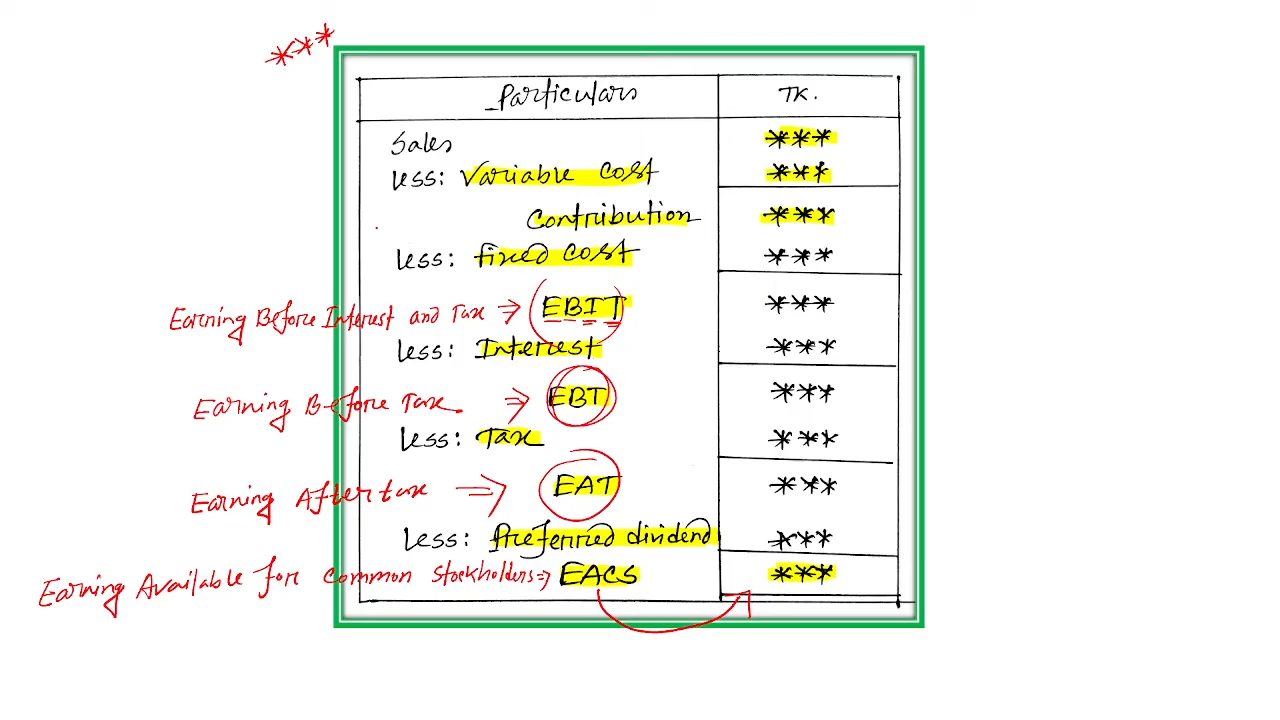 ***
Particulars TK.
Sales ***
Less: Variable Cost ***
Contribution ***
Less: fixed Cost ***
Earning Before Interest and Tax ⇒ EBIT ***
Less: Interest ***
Earning Before Tax. ⇒ EBT ***
Less: Tax ***
Earning After tax ⇒ EAT ***
Less: Preferred dividend ***
Earning Available for common Stockholders ⇒ EACS ***